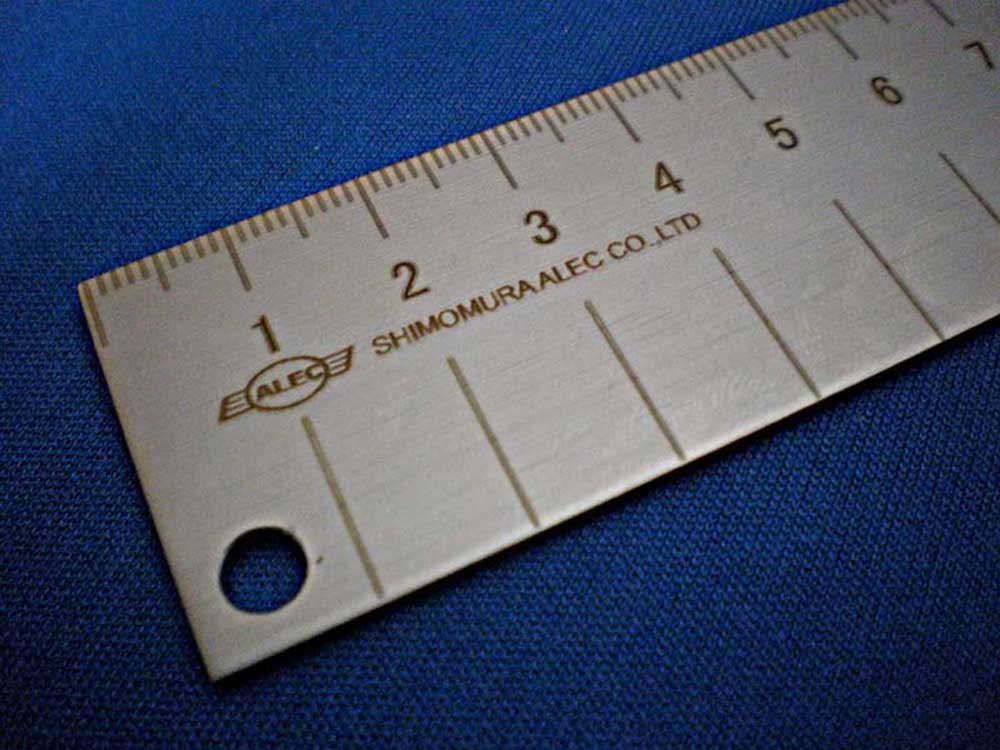 1 2 3 4 5 6 7
ALEC
SHIMOMURA ALEC CO.,LTD